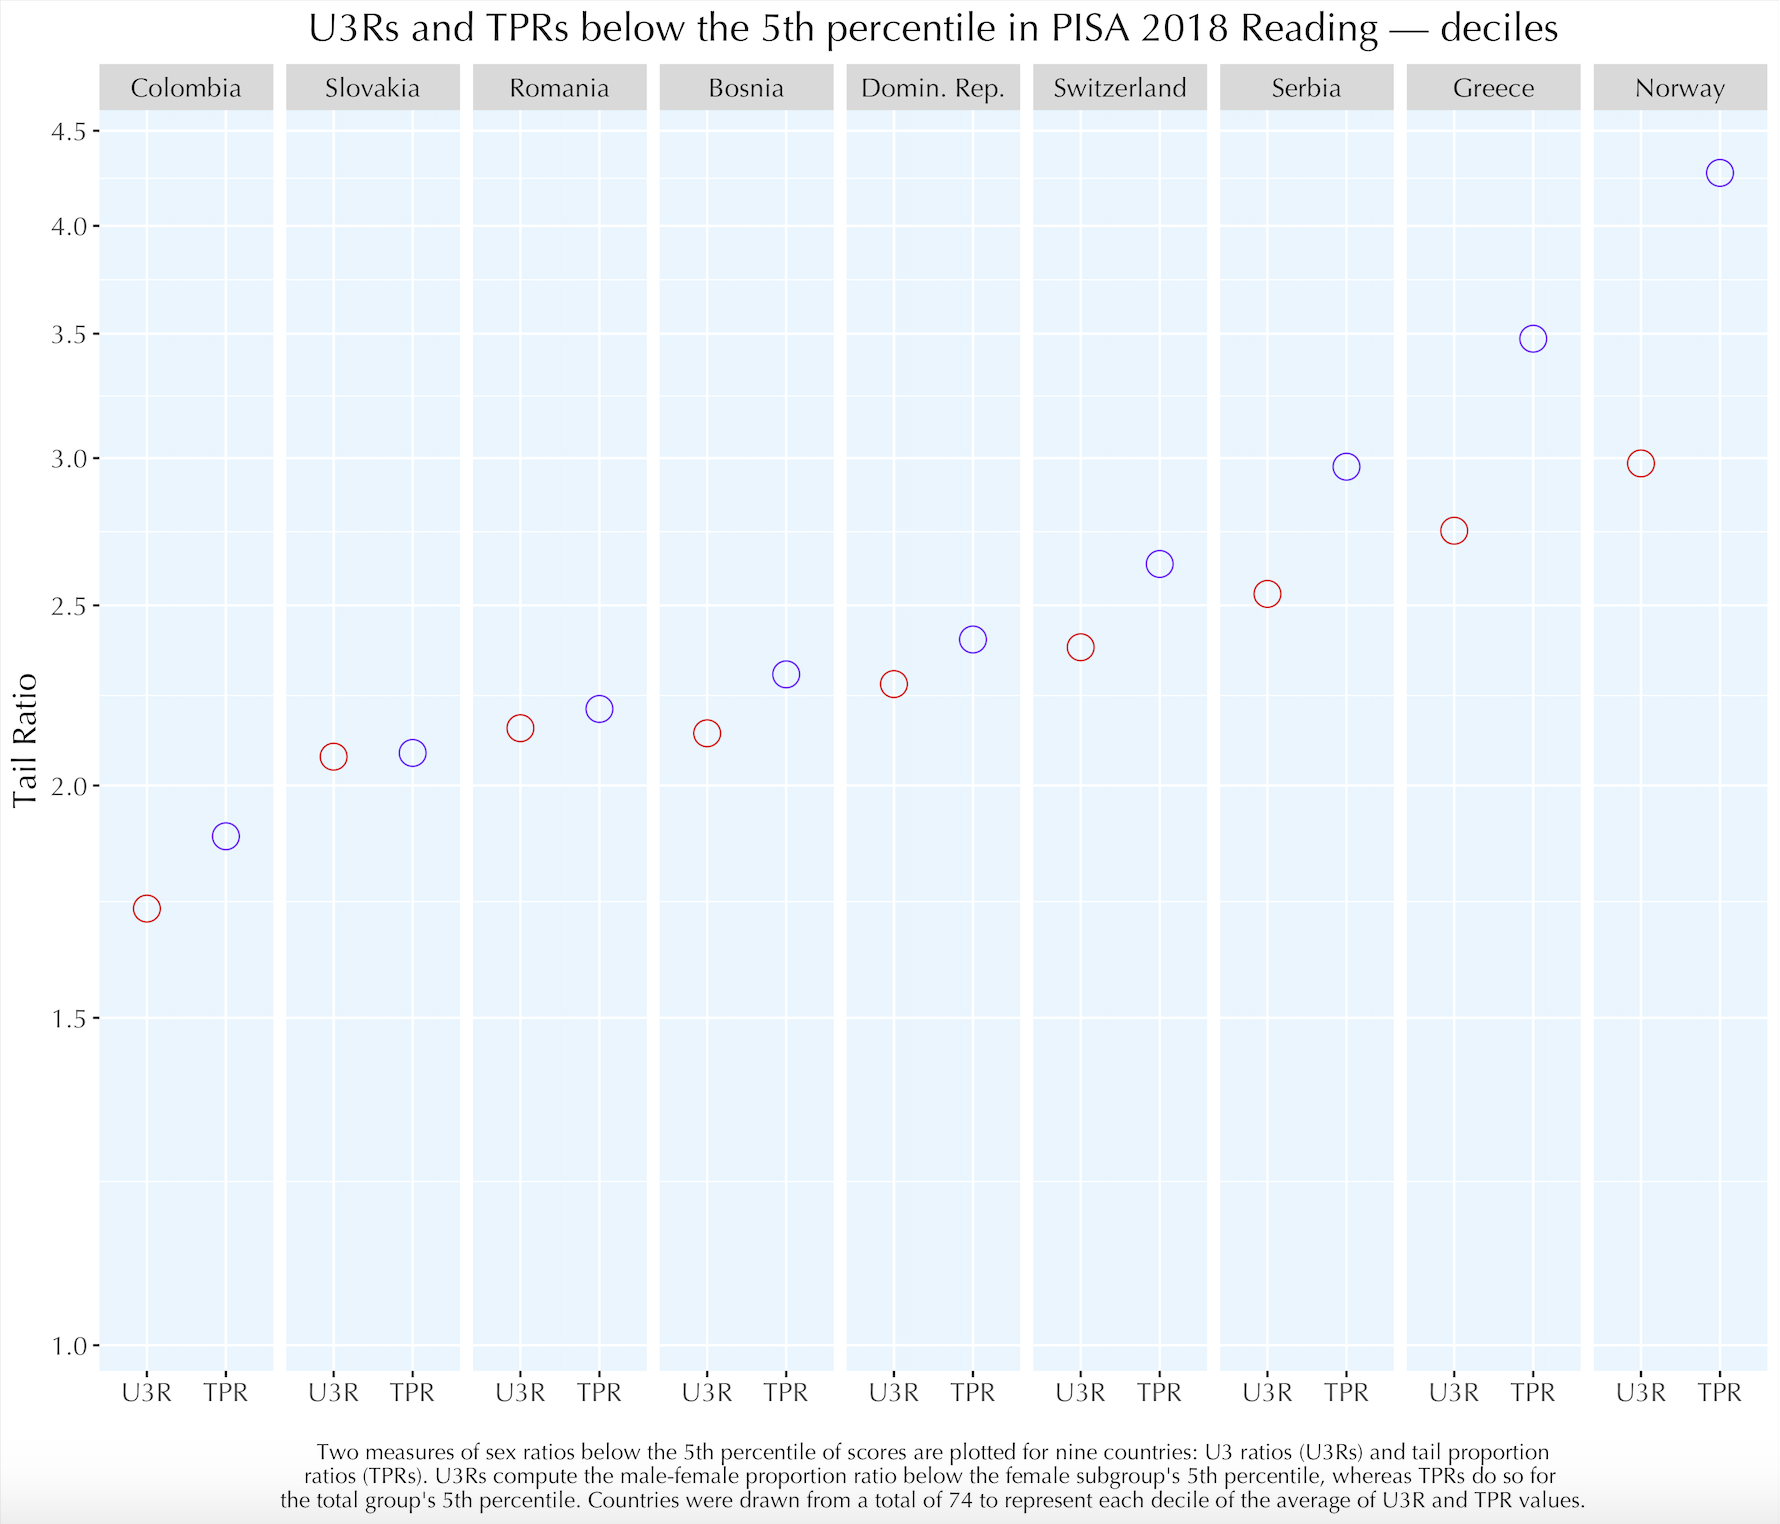 U3Rs and TPRs below the 5th percentile in PISA 2018 Reading — deciles
Colombia Slovakia Romania Bosnia Domin. Rep. Switzerland Serbia Greece Norway
4.5
4.0
3.5
3.0
2.5
2.0
1.5
1.0
Tail Ratio
U3R TPR U3R TPR U3R TPR U3R TPR U3R TPR U3R TPR U3R TPR U3R TPR U3R TPR
Two measures of sex ratios below the 5th percentile of scores are plotted for nine countries: U3 ratios (U3Rs) and tail proportion
ratios (TPRs). U3Rs compute the male-female proportion ratio below the female subgroup's 5th percentile, whereas TPRs do so for
the total group's 5th percentile. Countries were drawn from a total of 74 to represent each decile of the average of U3R and TPR values.